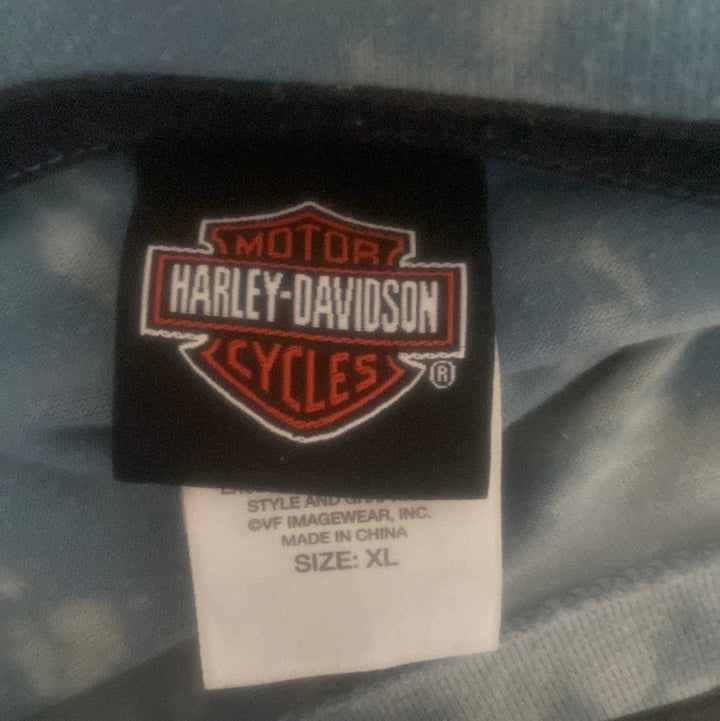 MOTOR
HARLEY-DAVIDSON
CYCLES
®
STYLE AND
©VF IMAGEWEAR, INC.
MADE IN CHINA
SIZE: XL